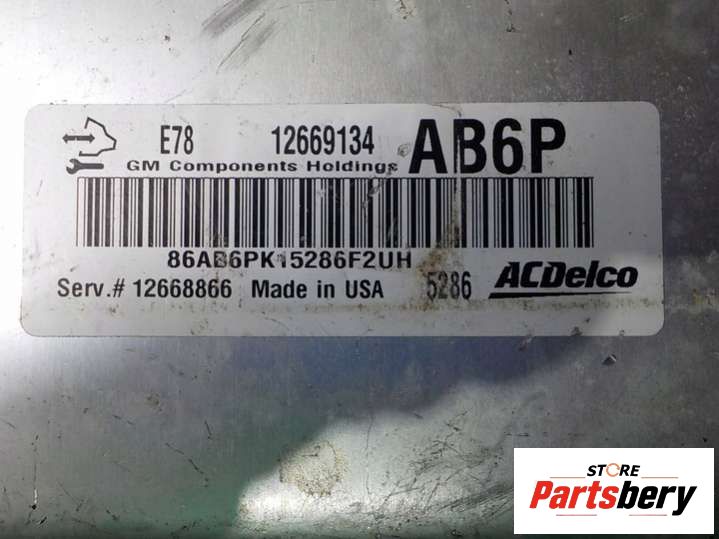 E78 12669134 AB6P
GM Components Holdings
86AB6PK15286F2UH
Serv.# 12668866 Made in USA 5286 ACDelco
STORE
Partsbery